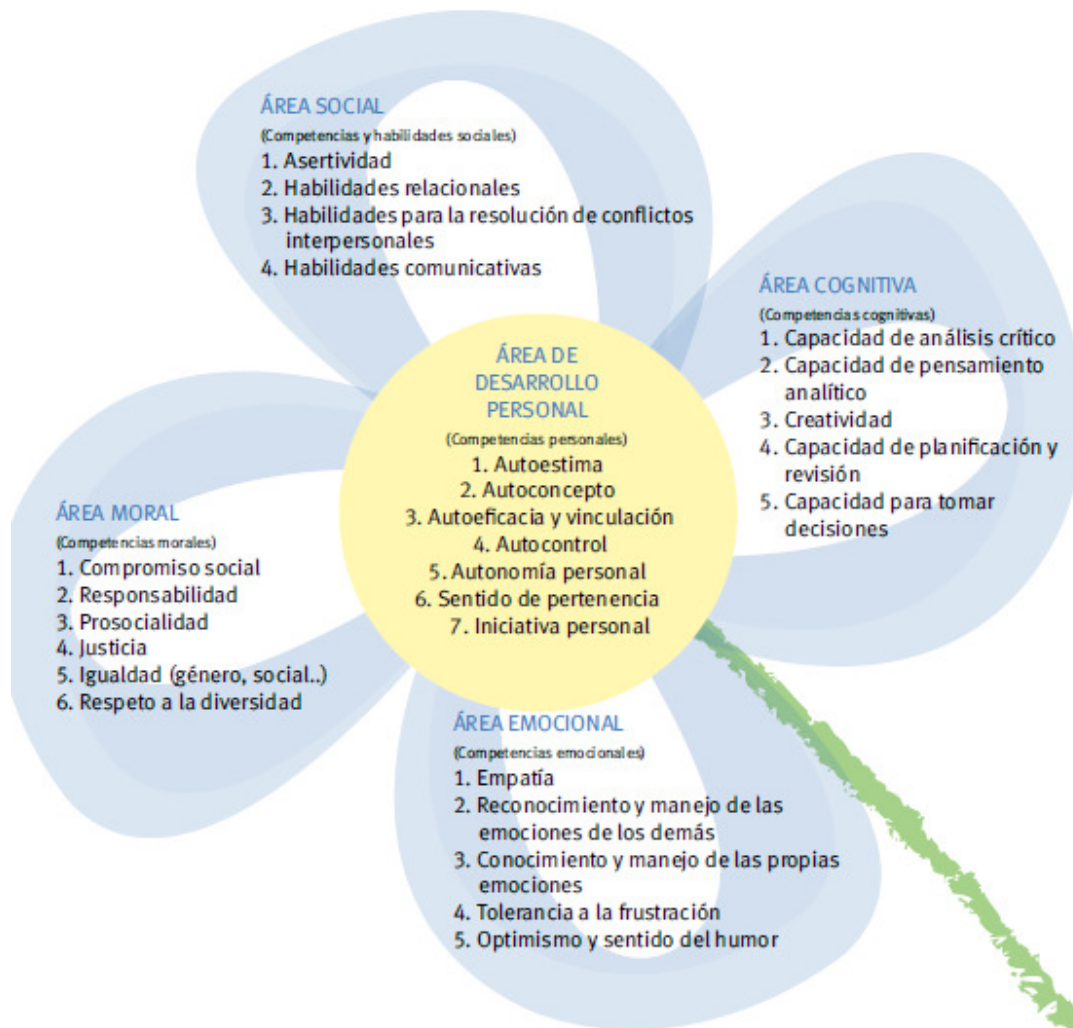 ÁREA SOCIAL
(Competencias y habilidades sociales)
1. Asertividad
2. Habilidades relacionales
3. Habilidades para la resolución de conflictos
interpersonales
4. Habilidades comunicativas
ÁREA COGNITIVA
(Competencias cognitivas)
1. Capacidad de análisis crítico
2. Capacidad de pensamiento
analítico
3. Creatividad
4. Capacidad de planificación y
revisión
5. Capacidad para tomar
decisiones
ÁREA DE
DESARROLLO
PERSONAL
(Competencias personales)
1. Autoestima
2. Autoconcepto
3. Autoeficacia y vinculación
4. Autocontrol
5. Autonomía personal
6. Sentido de pertenencia
7. Iniciativa personal
ÁREA MORAL
(Competencias morales)
1. Compromiso social
2. Responsabilidad
3. Prosocialidad
4. Justicia
5. Igualdad (género, social..)
6. Respeto a la diversidad
ÁREA EMOCIONAL
(Competencias emocionales)
1. Empatía
2. Reconocimiento y manejo de las
emociones de los demás
3. Conocimiento y manejo de las propias
emociones
4. Tolerancia a la frustración
5. Optimismo y sentido del humor